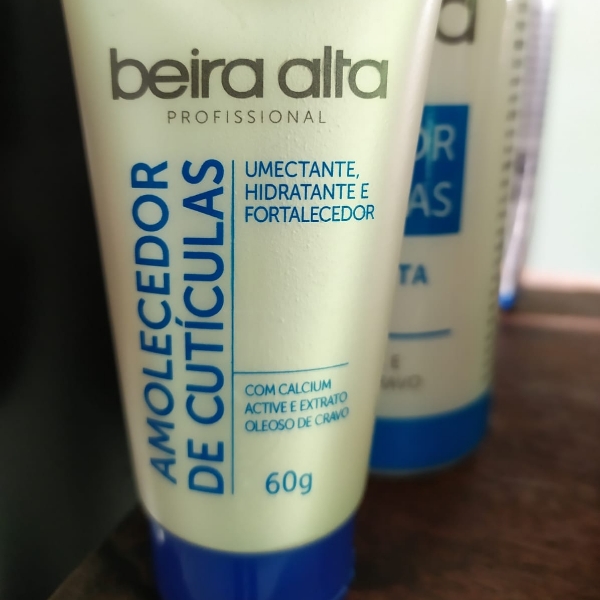 beira alta
PROFISSIONAL
AMOLECEDOR
DE CUTÍCULAS
UMECTANTE,
HIDRATANTE E
FORTALECEDOR
COM CALCIUM
ACTIVE E EXTRATO
OLEOSO DE CRAVO
60g